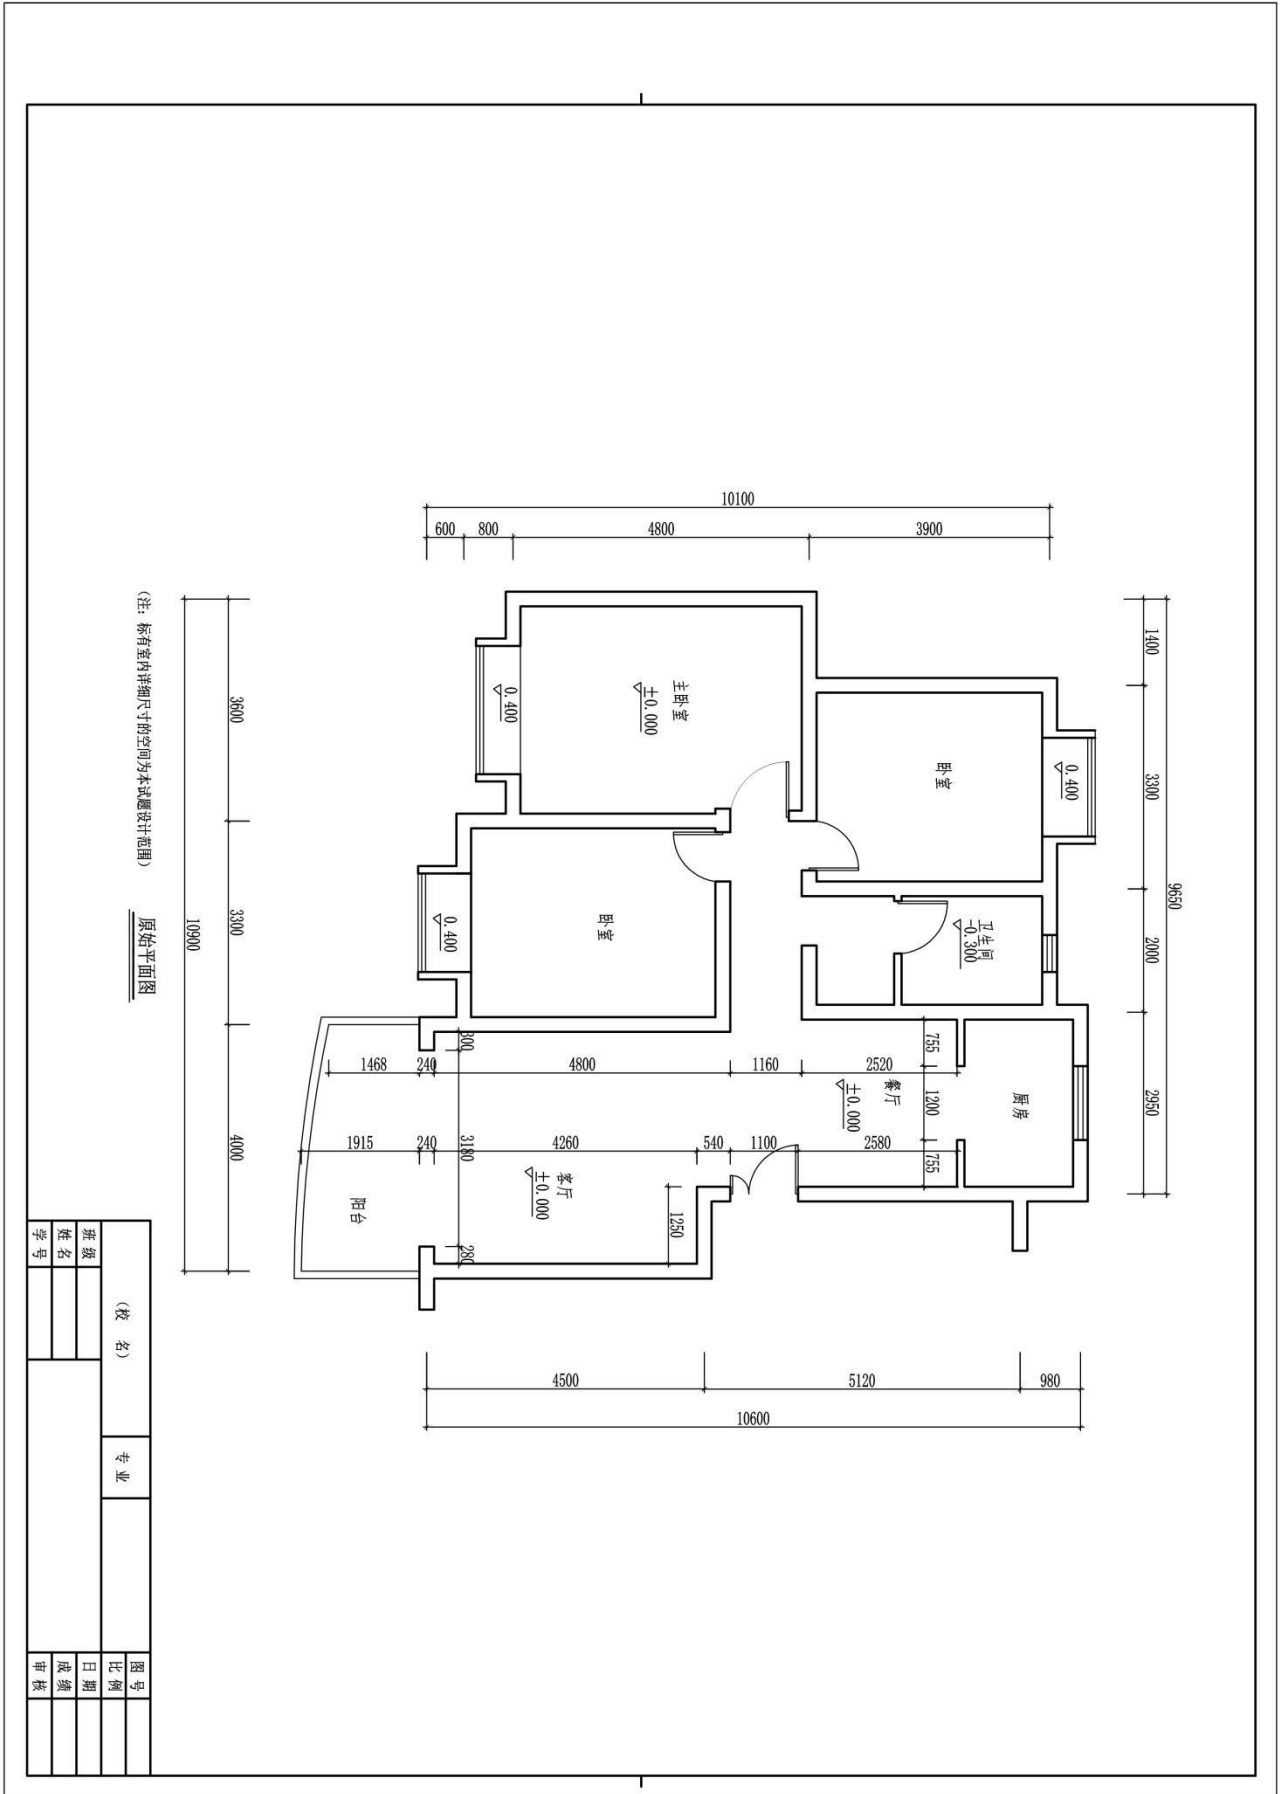 9650
1400
3300
2000
2950
10100
3900
4800
800
600
0.400
卧室
卫生间
-0.300
厨房
主卧室
±0.000
0.400
卧室
0.400
餐厅
±0.000
客厅
±0.000
阳台
755
1200
755
2520
1160
4800
240
1468
2580
1100
540
4260
240
1915
1250
300
3180
280
980
5120
4500
10600
3600
3300
4000
10900
(注：标有室内详细尺寸的空间为本试题设计范围)
原始平面图
(校 名)
专业
图号
比例
班级
日期
姓名
成绩
学号
审核